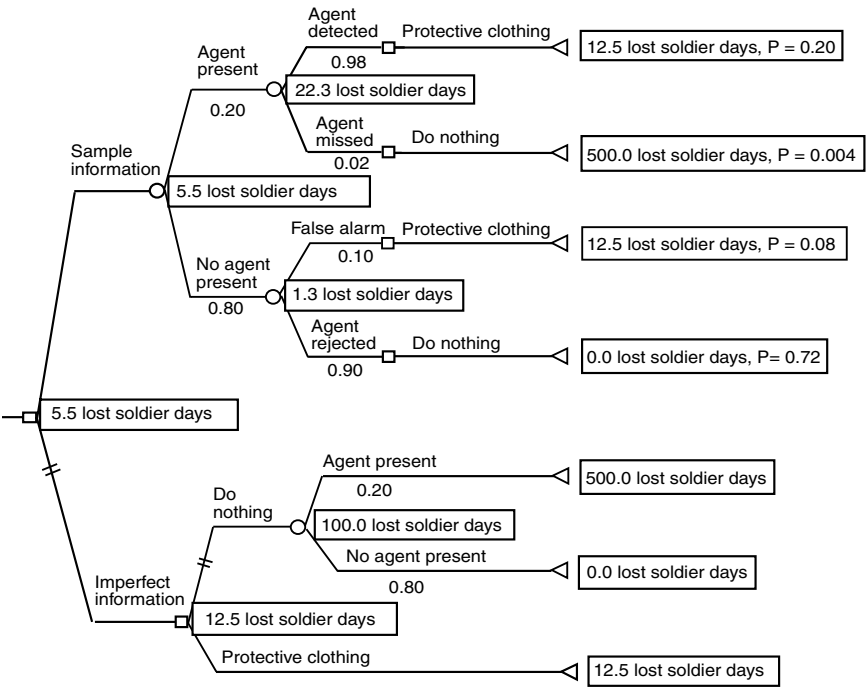 Agent
detected
Protective clothing
12.5 lost soldier days, P = 0.20
0.98
Agent
present
22.3 lost soldier days
0.20
Agent
missed
Do nothing
500.0 lost soldier days, P = 0.004
0.02
Sample
information
5.5 lost soldier days
False alarm
Protective clothing
12.5 lost soldier days, P = 0.08
0.10
No agent
present
1.3 lost soldier days
0.80
Agent
rejected
Do nothing
0.0 lost soldier days, P= 0.72
0.90
5.5 lost soldier days
Agent present
500.0 lost soldier days
0.20
Do
nothing
100.0 lost soldier days
No agent present
0.0 lost soldier days
0.80
Imperfect
information
12.5 lost soldier days
Protective clothing
12.5 lost soldier days